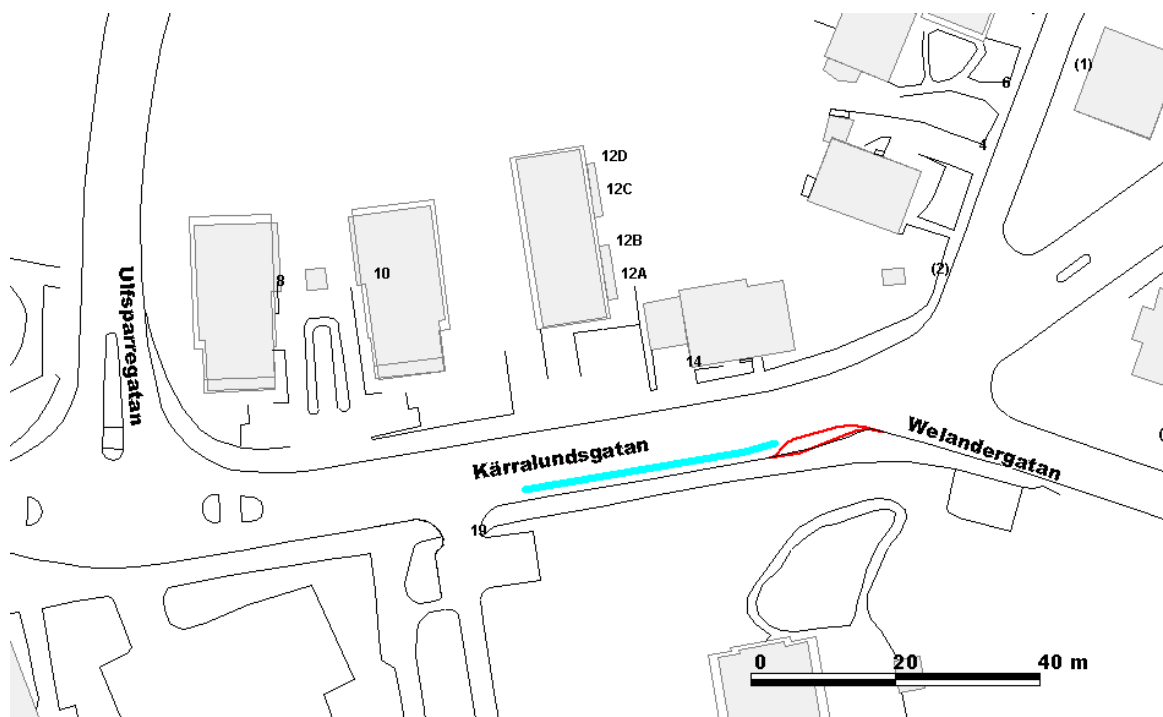 (1)
6
4
12D
12C
12B
12A
(2)
8
10
Ulfsparregatan
14
Kärralundsgatan
Welandergatan
19
0 20 40 m